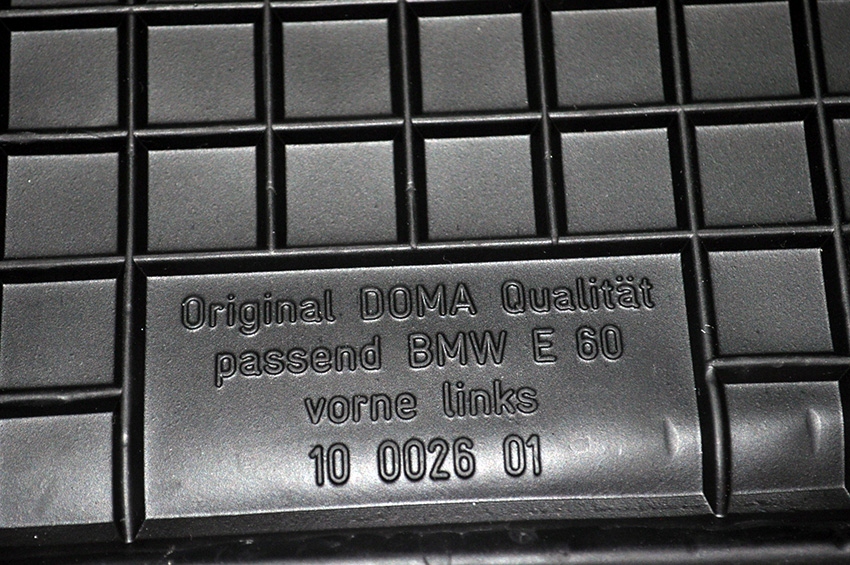 Original DOMA Qualität
passend BMW E 60
vorne links
10 0026 01